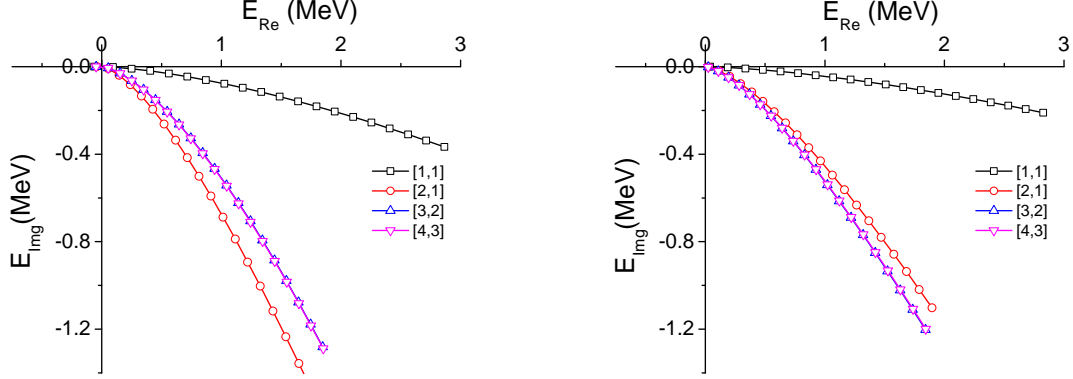 E_Re (MeV)
0 1 2 3
0.0
-0.4
-0.8
-1.2
E_Img(MeV)
[1,1]
[2,1]
[3,2]
[4,3]
E_Re (MeV)
0 1 2 3
0.0
-0.4
-0.8
-1.2
E_Img(MeV)
[1,1]
[2,1]
[3,2]
[4,3]